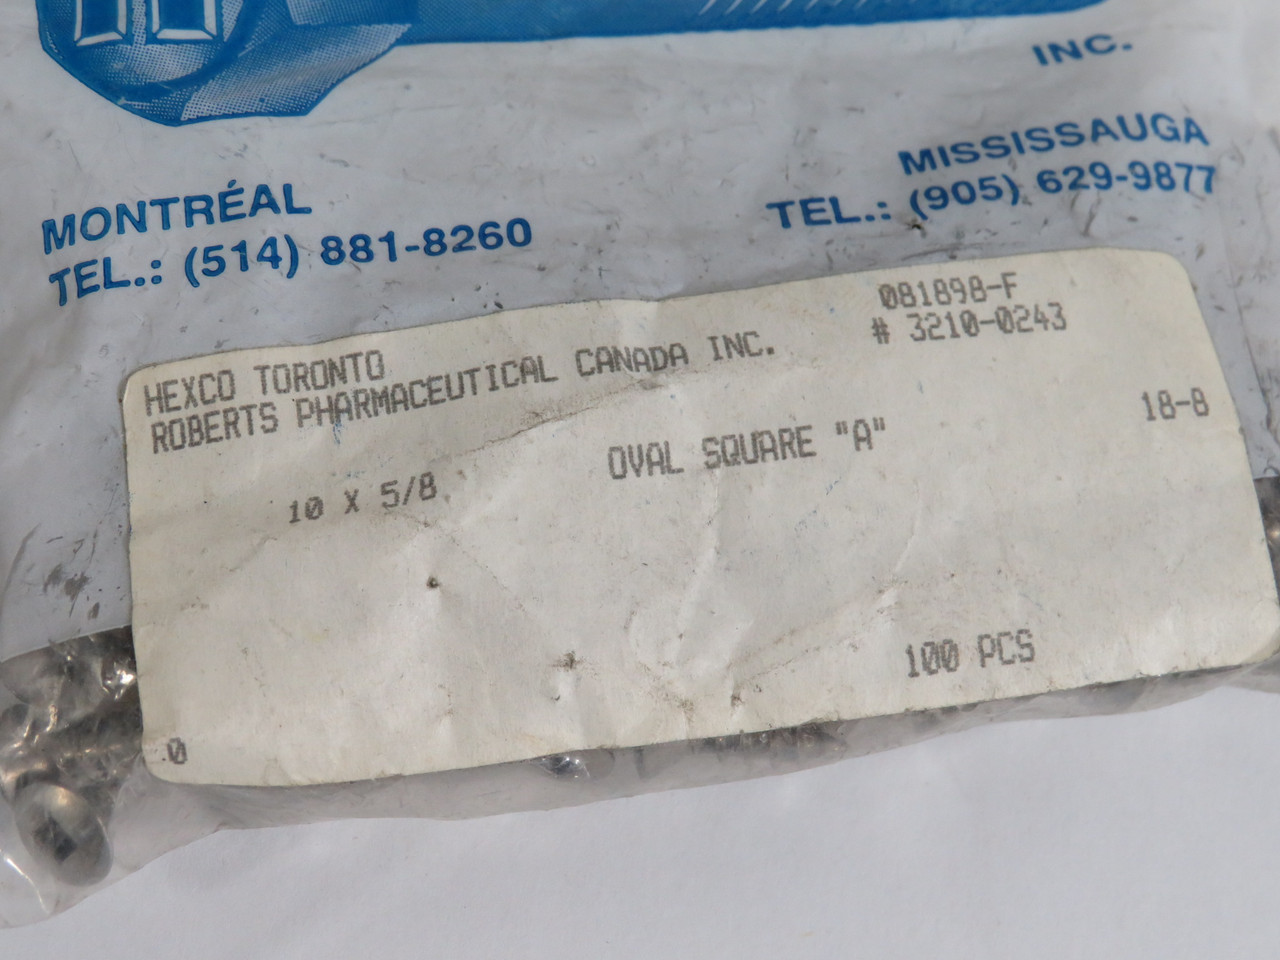 INC.
MONTRÉAL
TEL.: (514) 881-8260
MISSISSAUGA
TEL.: (905) 629-9877
HEXCO TORONTO 081898-F
ROBERTS PHARMACEUTICAL CANADA INC. # 3210-0243
10 X 5/8 OVAL SQUARE "A" 18-8
100 PCS
0